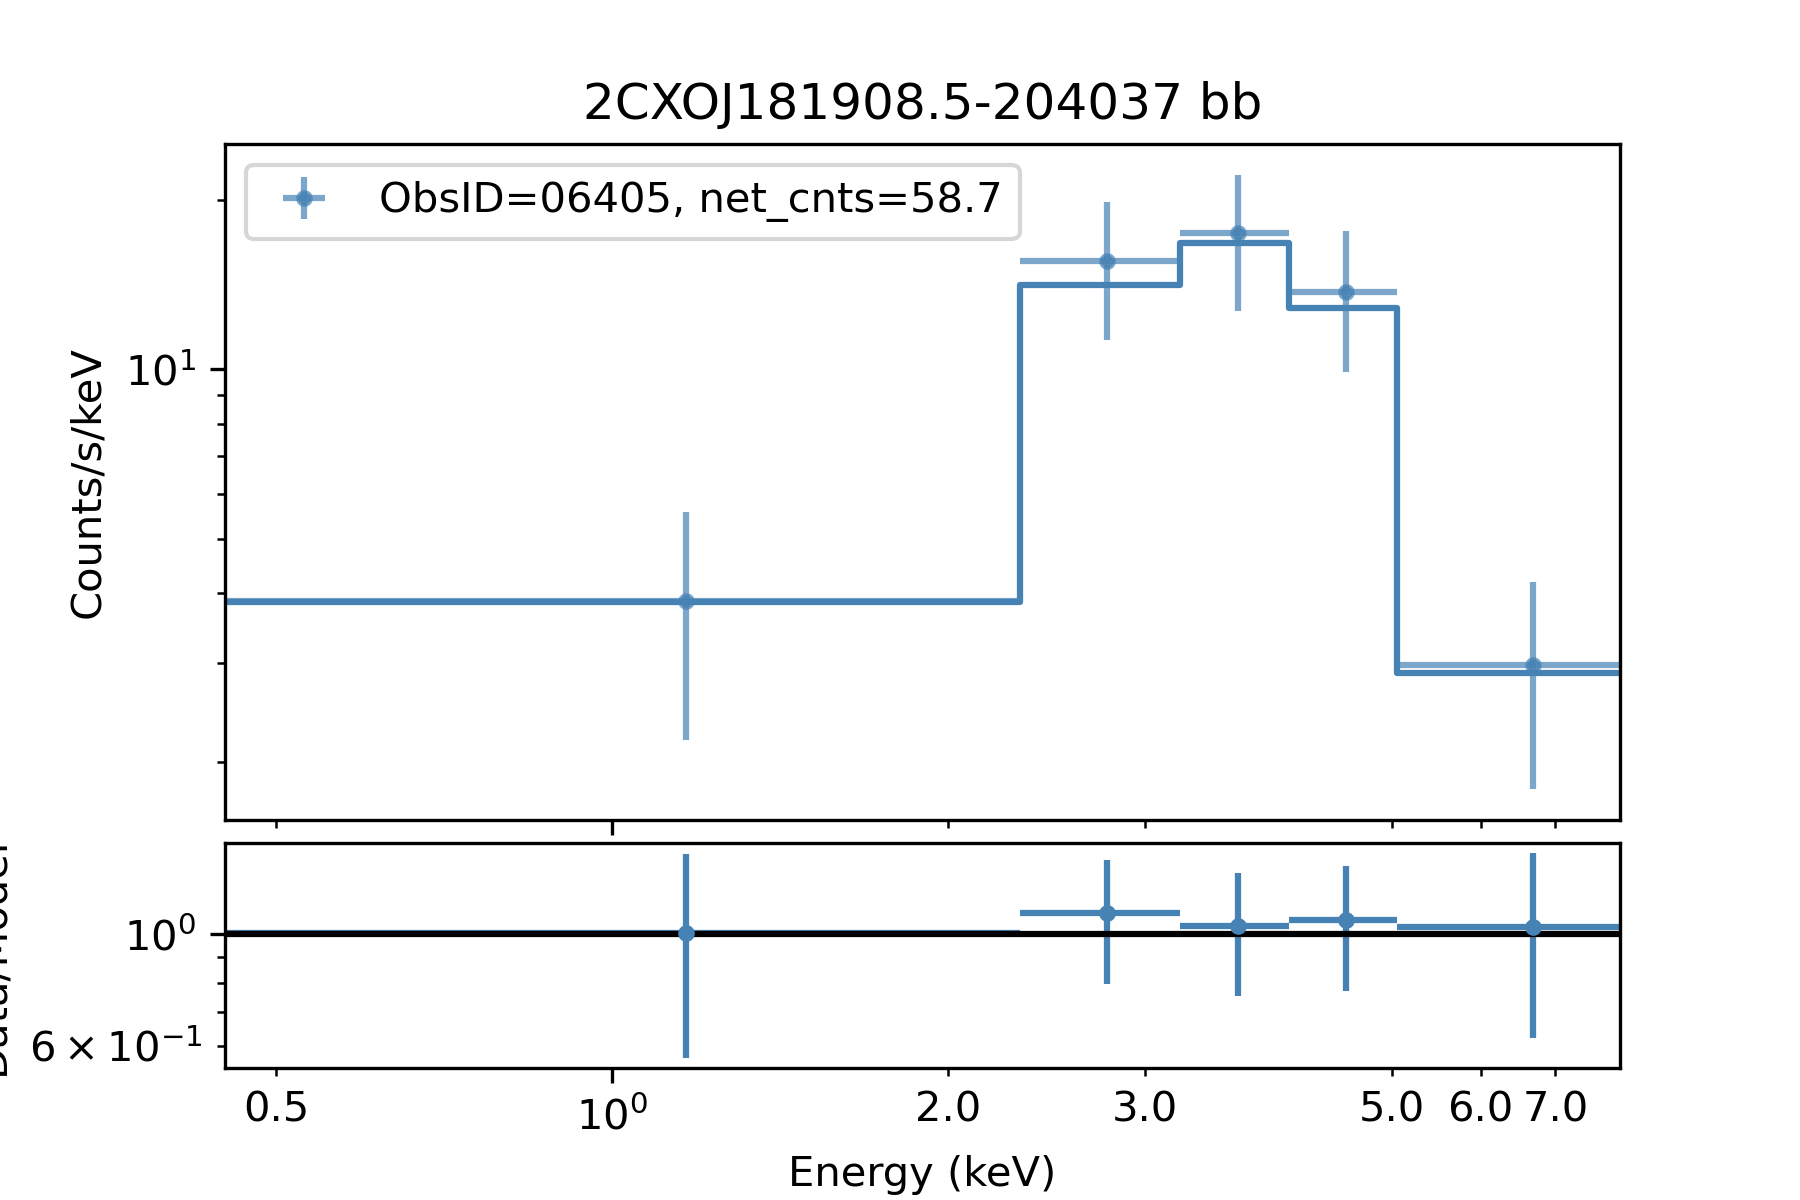 2CXOJ181908.5-204037 bb
ObsID=06405, net_cnts=58.7
Counts/s/keV
10¹
10⁰
6 × 10⁻¹
0.5 10⁰ 2.0 3.0 5.0 6.0 7.0
Energy (keV)